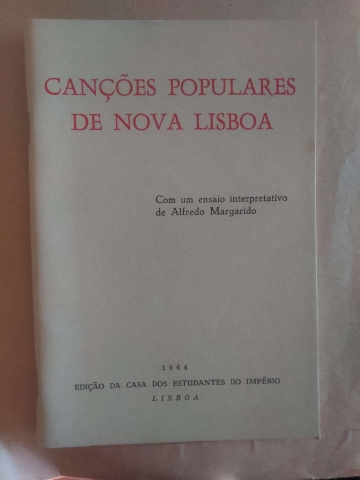 CANÇÕES POPULARES
DE NOVA LISBOA
Com um ensaio interpretativo
de Alfredo Margarido
1964
EDIÇÃO DA CASA DOS ESTUDANTES DO IMPÉRIO
LISBOA